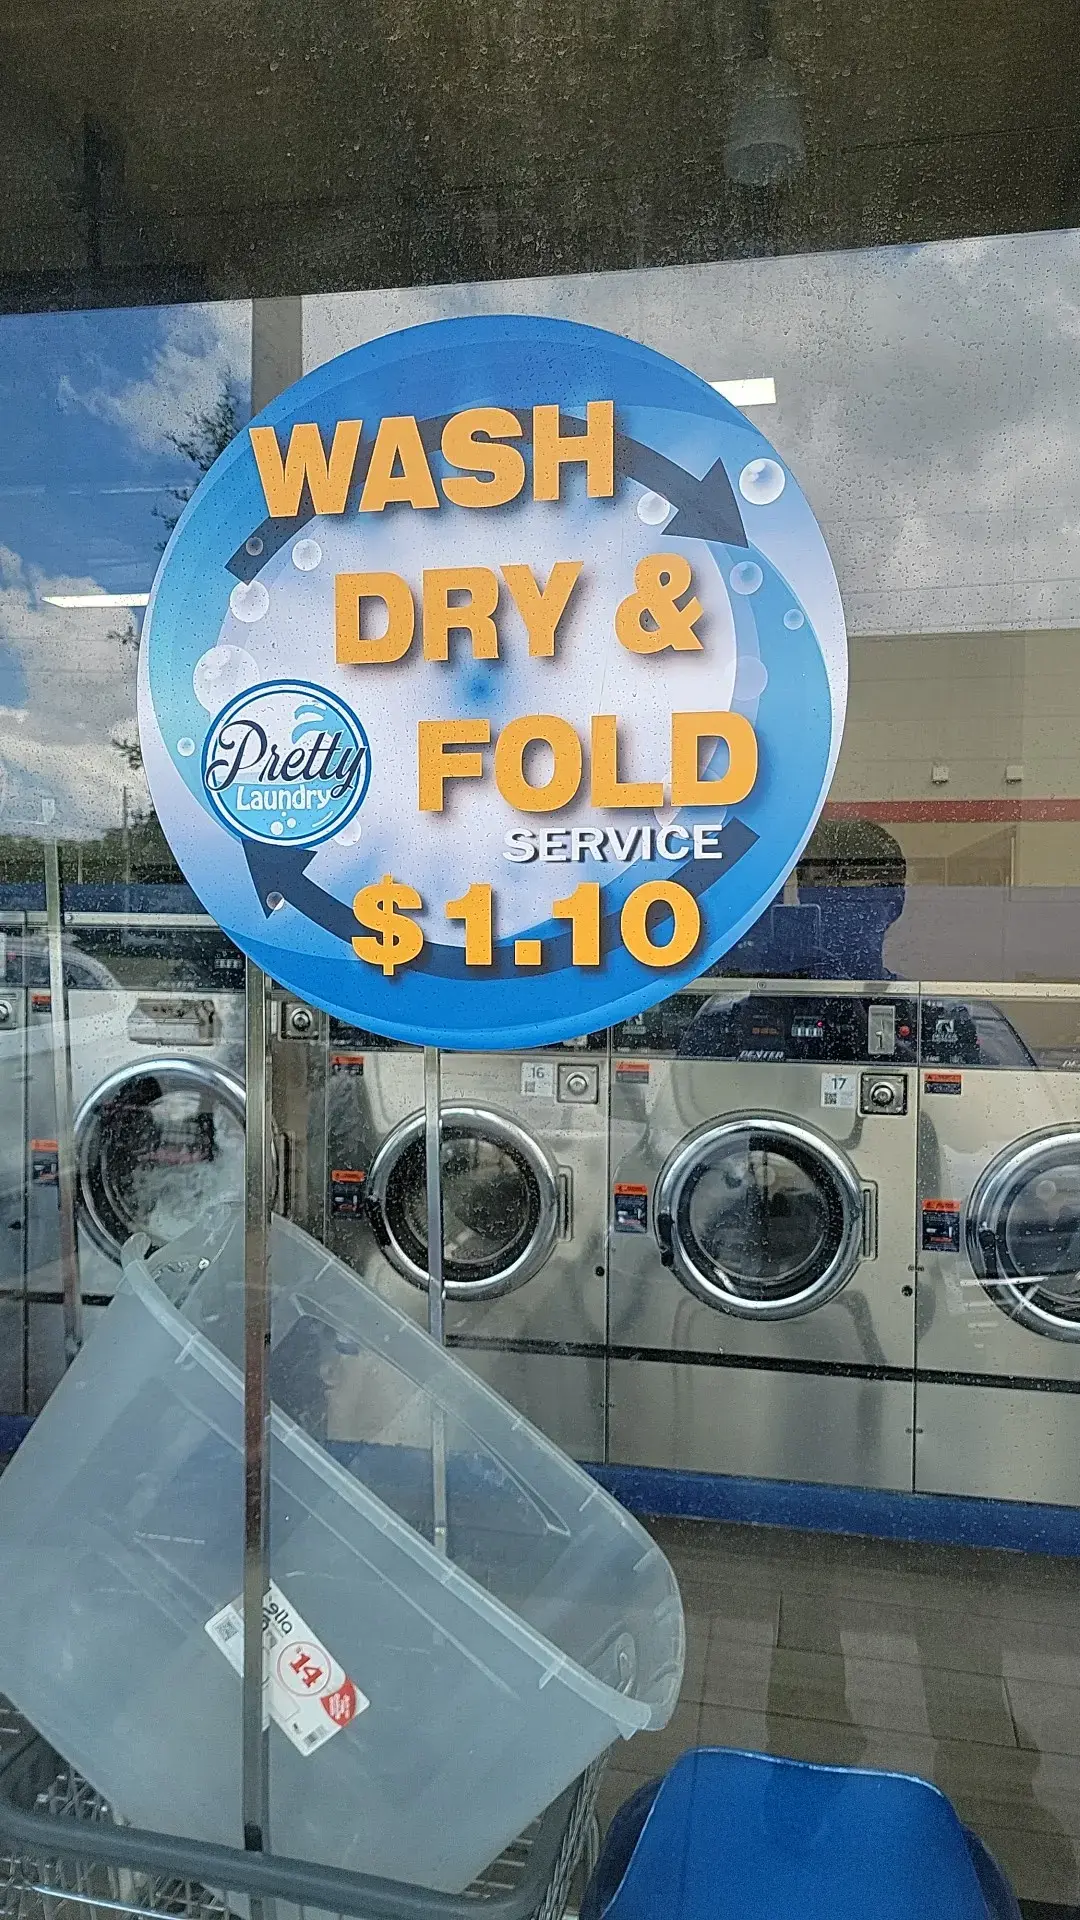 WASH
DRY &
FOLD
SERVICE
$1.10
Pretty
Laundry
16
17
DEXTER
$14